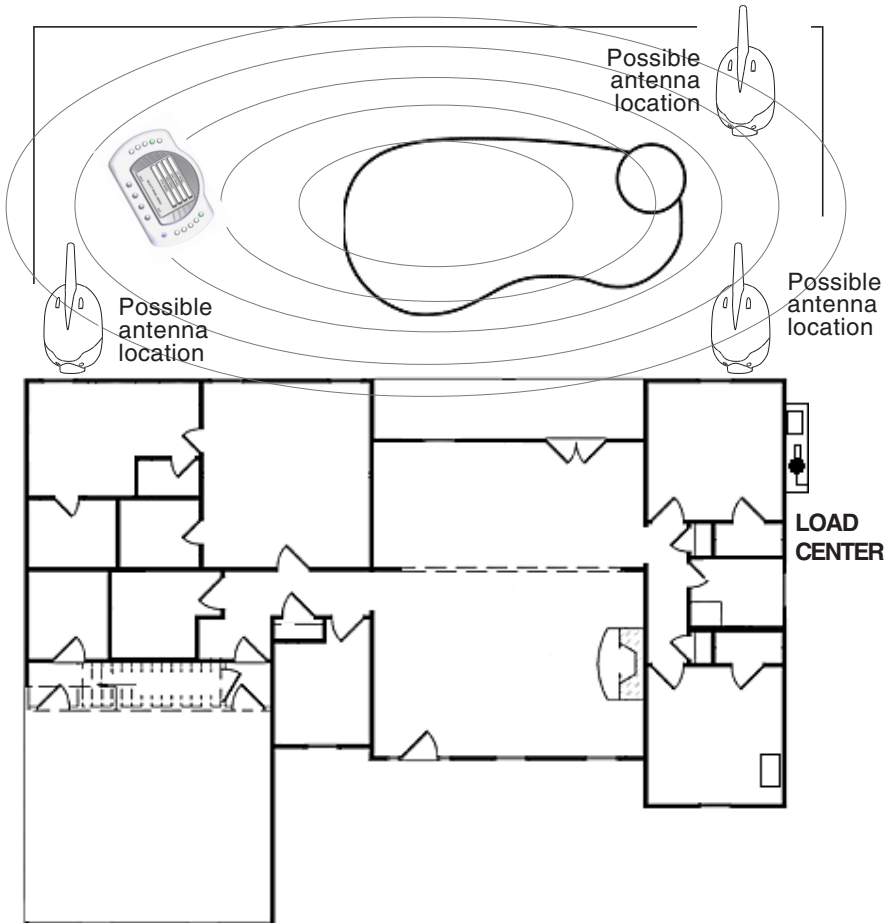 Possible
antenna
location
Possible
antenna
location
Possible
antenna
location
LOAD
CENTER